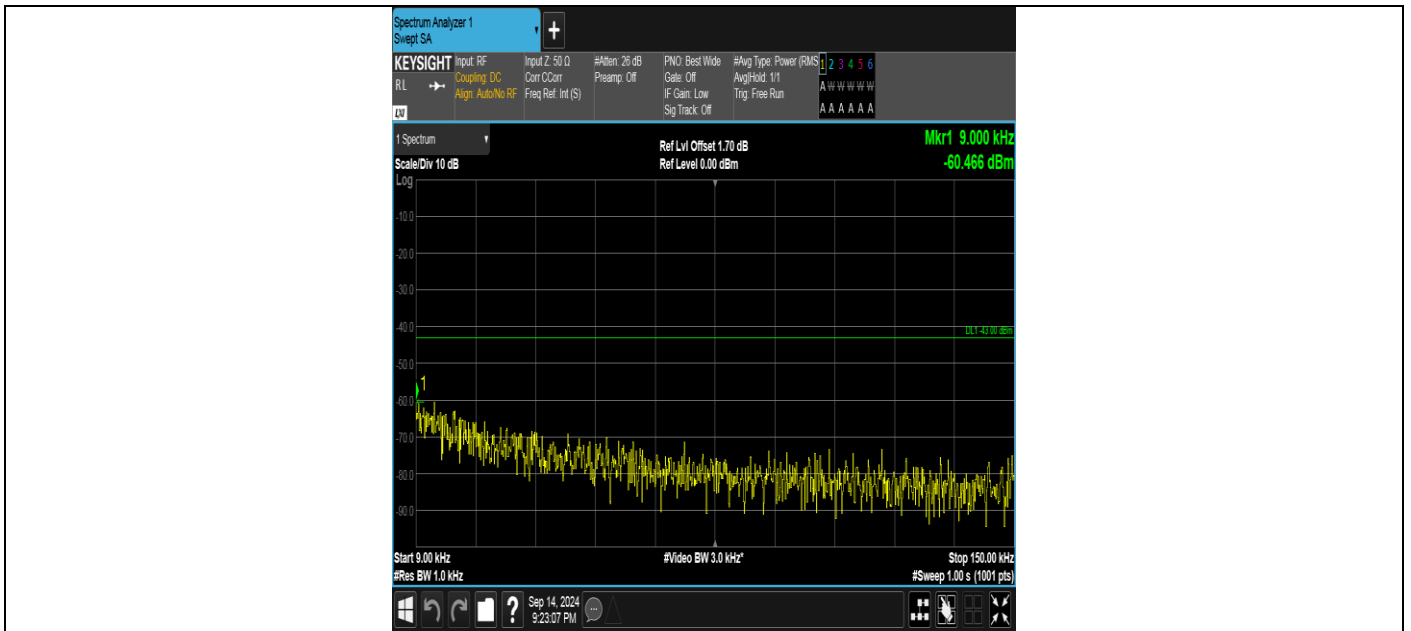 Spectrum Analyzer 1
Swept SA
+
KEYSIGHT
RL
LXI
Input: RF
Coupling: DC
Align: Auto/No RF
Input Z: 50 Ω
Corr CCorr
Freq Ref: Int (S)
#Atten: 26 dB
Preamp: Off
PNO: Best Wide
Gate: Off
IF Gain: Low
Sig Track: Off
#Avg Type: Power (RMS
Avg|Hold: 1/1
Trig: Free Run
1 2 3 4 5 6
A W W W W W
A A A A A A
1 Spectrum
Scale/Div 10 dB
Ref Lvl Offset 1.70 dB
Ref Level 0.00 dBm
Mkr1 9.000 kHz
-60.466 dBm
Log
-10.0
-20.0
-30.0
-40.0
DL1 -43.00 dBm
-50.0
1
-60.0
-70.0
-80.0
-90.0
Start 9.00 kHz
#Video BW 3.0 kHz*
Stop 150.00 kHz
#Res BW 1.0 kHz
#Sweep 1.00 s (1001 pts)
?
Sep 14, 2024
9:23:07 PM